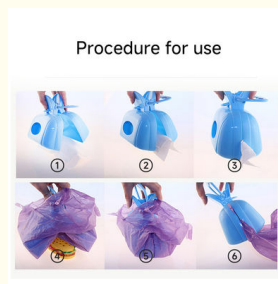 Procedure for use
① ② ③
④ ⑤ ⑥